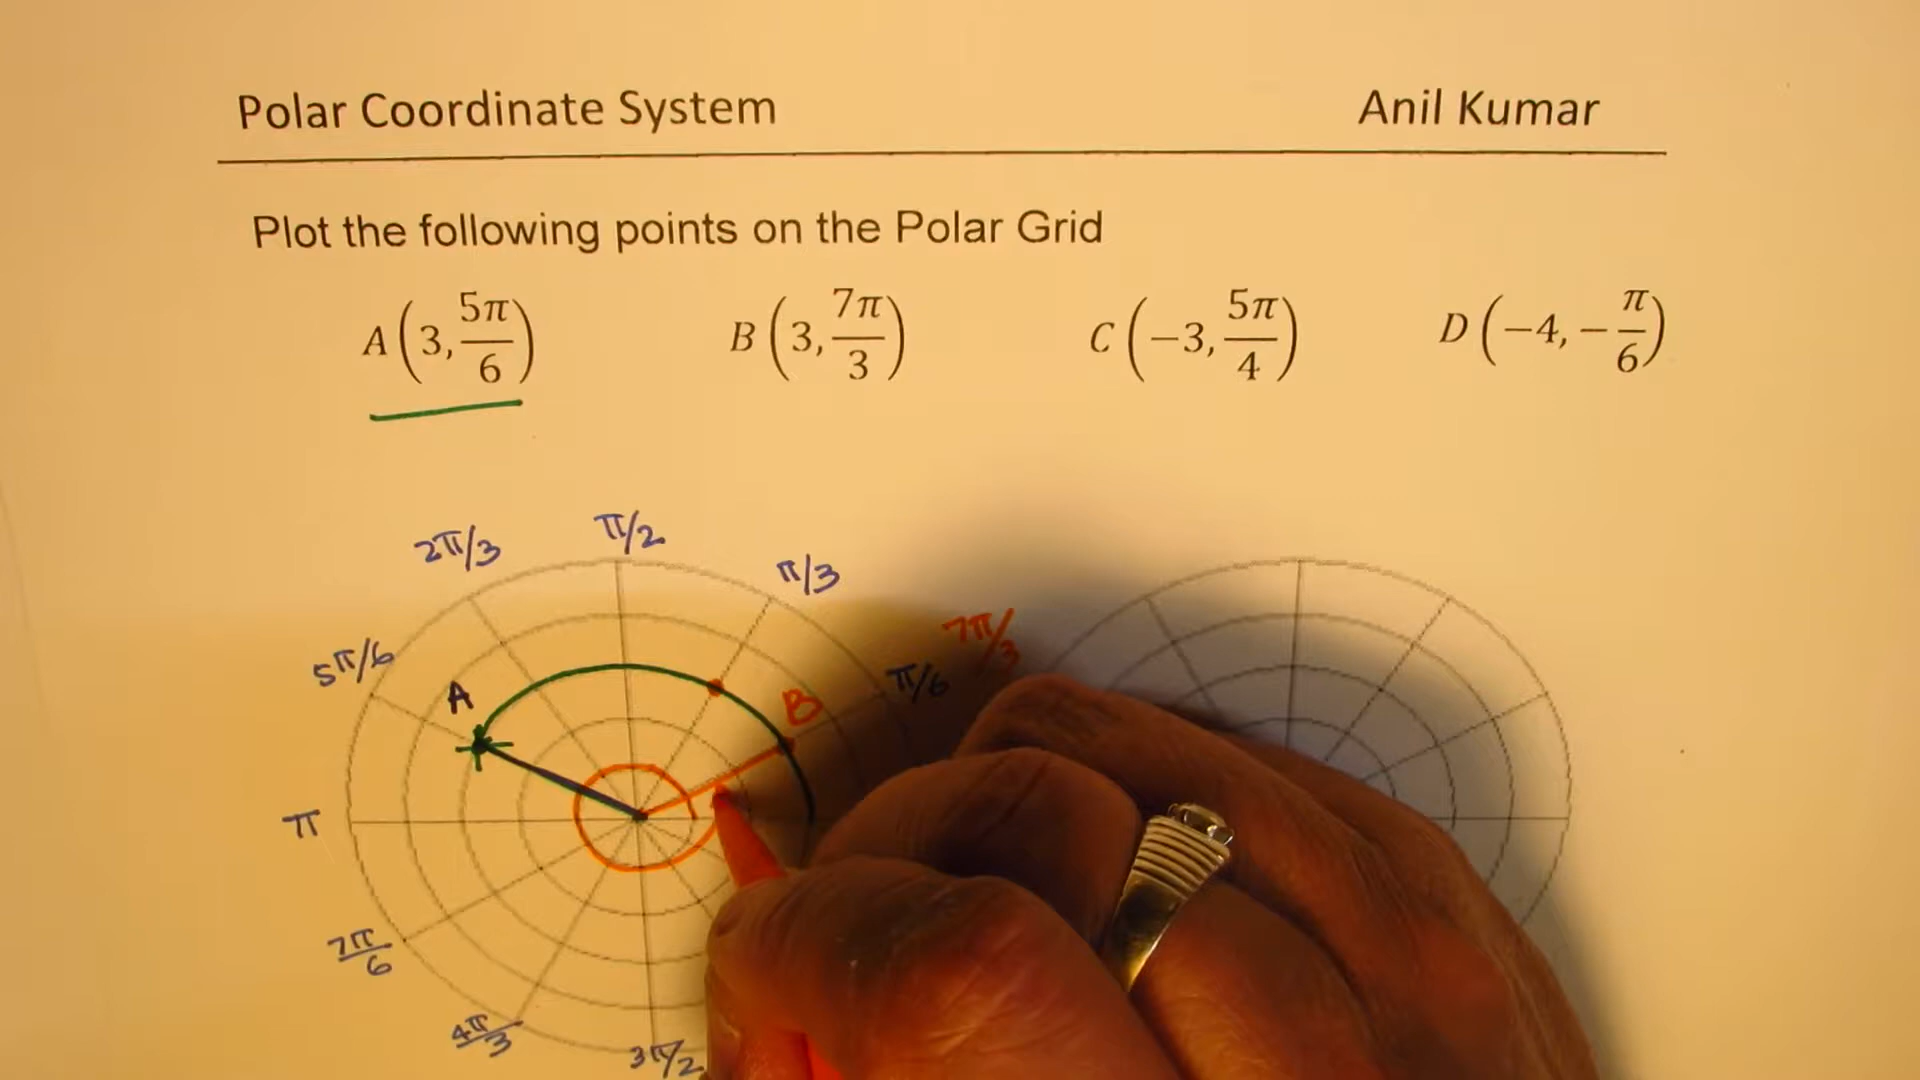 Polar Coordinate System Anil Kumar
Plot the following points on the Polar Grid
A(3, 5π/6) B(3, 7π/3) C(−3, 5π/4) D(−4, −π/6)
π/2
2π/3
π/3
7π/3
5π/6
π/6
A
B
π
7π/6
4π/3
3π/2